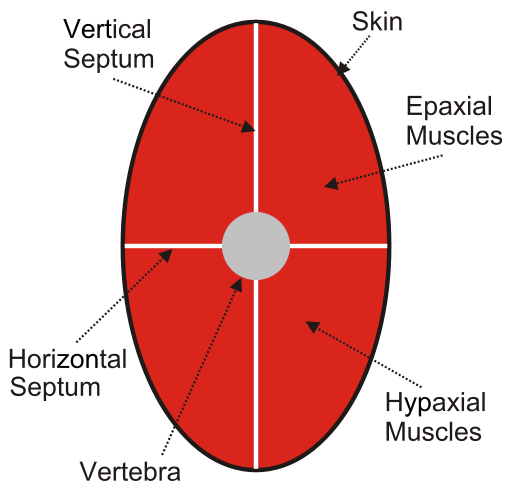 Vertical
Septum
Skin
Epaxial
Muscles
Horizontal
Septum
Hypaxial
Muscles
Vertebra